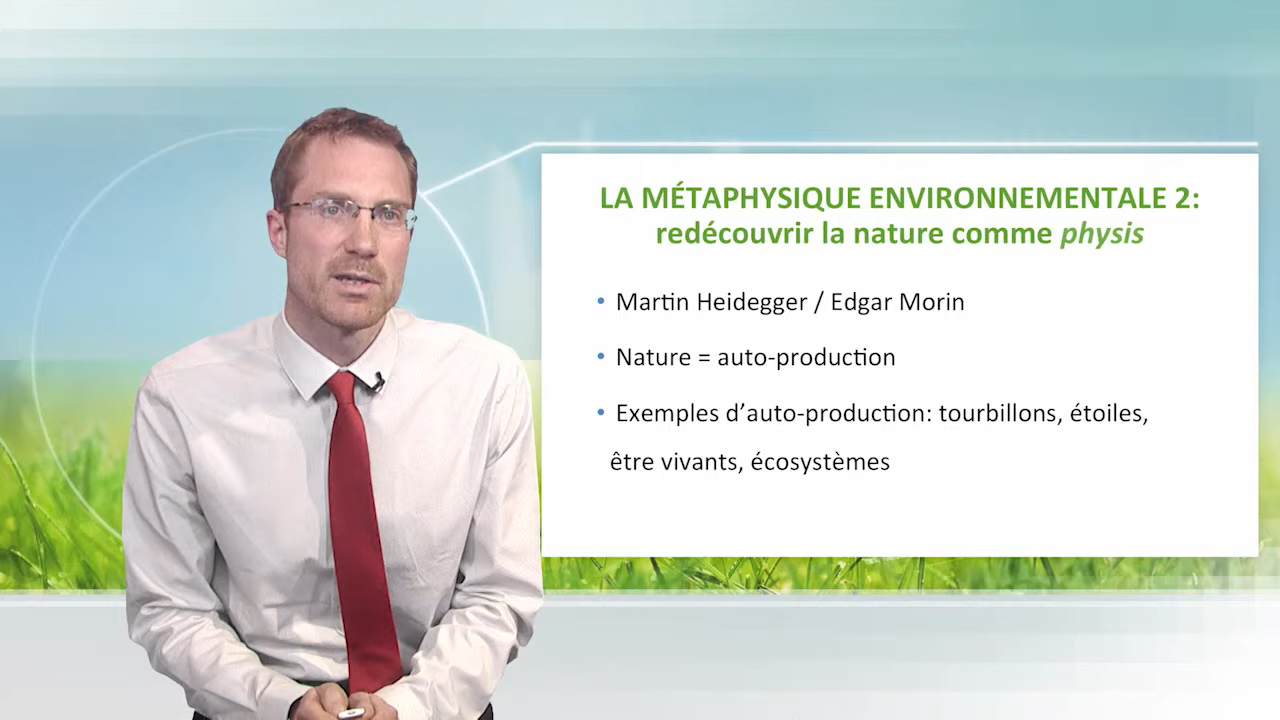 LA MÉTAPHYSIQUE ENVIRONNEMENTALE 2:
redécouvrir la nature comme physis
• Martin Heidegger / Edgar Morin
• Nature = auto-production
• Exemples d’auto-production: tourbillons, étoiles,
être vivants, écosystèmes